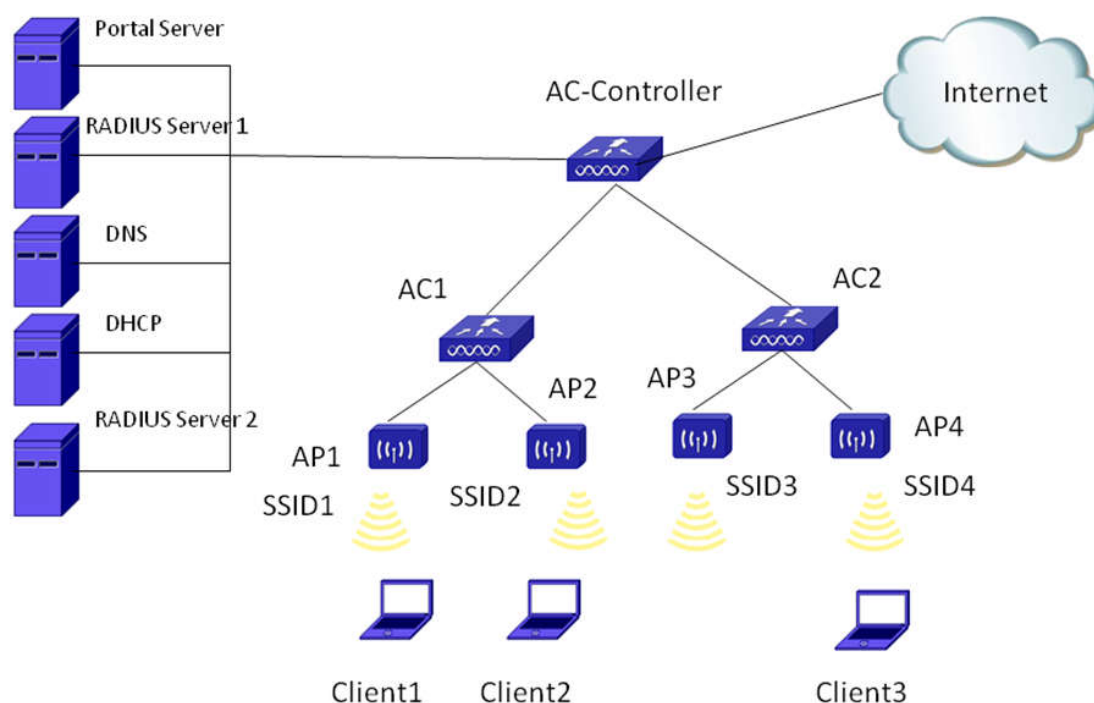 Portal Server
AC-Controller
Internet
RADIUS Server 1
DNS
AC1
AC2
DHCP
AP2
AP3
RADIUS Server 2
AP1
AP4
SSID1
SSID2
SSID3
SSID4
Client1
Client2
Client3